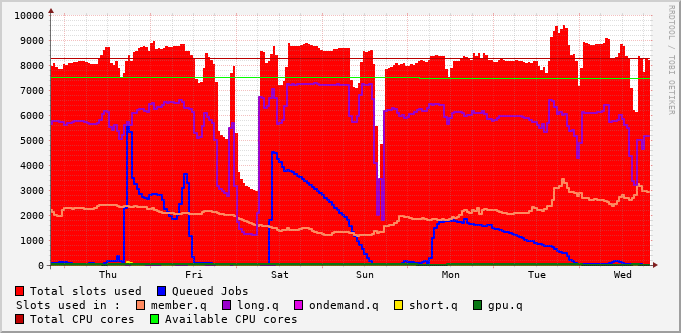 10000
9000
8000
7000
6000
5000
4000
3000
2000
1000
0
Thu Fri Sat Sun Mon Tue Wed
Total slots used Queued Jobs
Slots used in : member.q long.q ondemand.q short.q gpu.q
Total CPU cores Available CPU cores
RRDTOOL / TOBI OETIKER